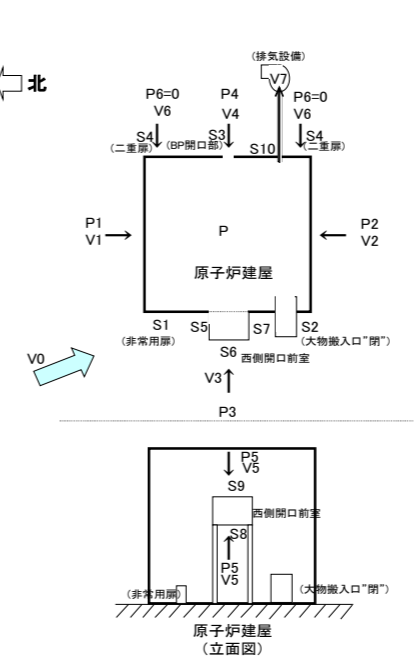 (排気設備)
北
V7
P6=0
V6
P4
V4
P6=0
V6
S4
(二重扉)
S3
(BP開口部)
S10
S4
(二重扉)
P1
V1
P
P2
V2
原子炉建屋
S1
(非常用扉)
S5
S7
S2
(大物搬入口"閉")
S6
西側開口前室
V0
V3
P3
P5
V5
S9
西側開口前室
S8
P5
V5
(非常用扉)
(大物搬入口"閉")
原子炉建屋
(立面図)